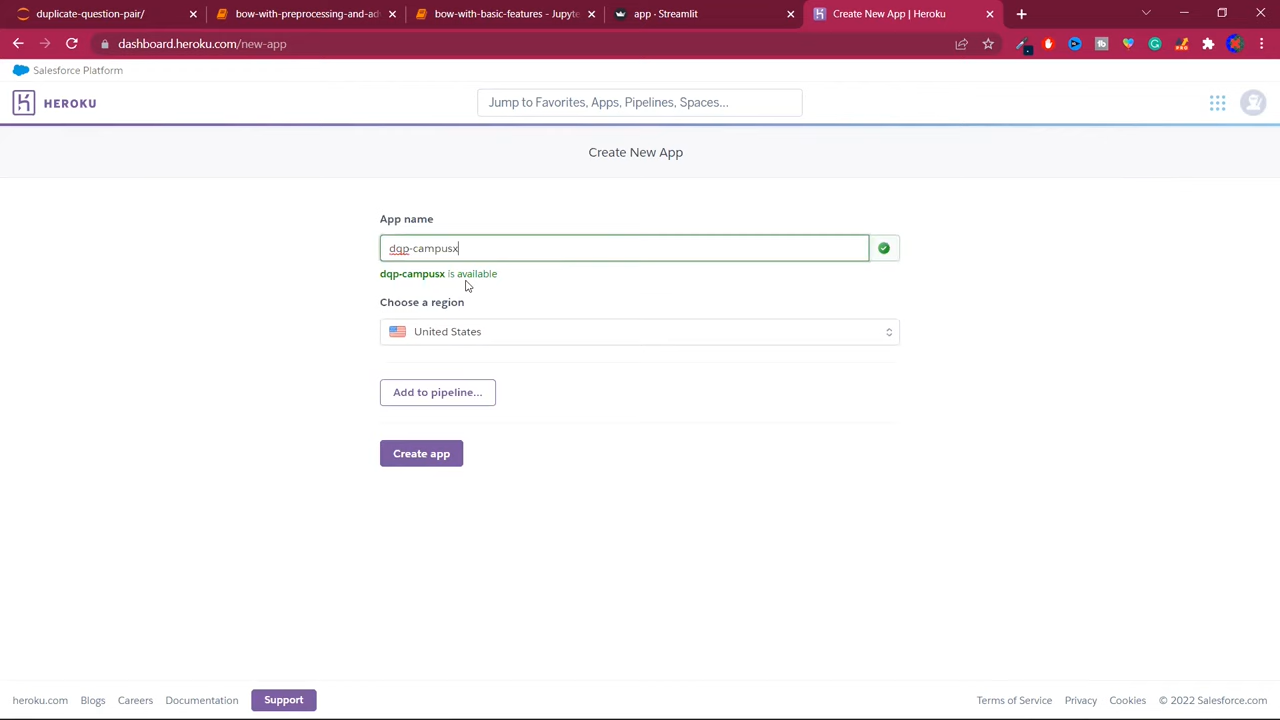 duplicate-question-pair/
bow-with-preprocessing-and-adv
bow-with-basic-features - Jupyte
app · Streamlit
Create New App | Heroku
dashboard.heroku.com/new-app
Salesforce Platform
HEROKU
Jump to Favorites, Apps, Pipelines, Spaces...
Create New App
App name
dqp-campusx
dqp-campusx is available
Choose a region
United States
Add to pipeline...
Create app
heroku.com
Blogs
Careers
Documentation
Support
Terms of Service
Privacy
Cookies
© 2022 Salesforce.com